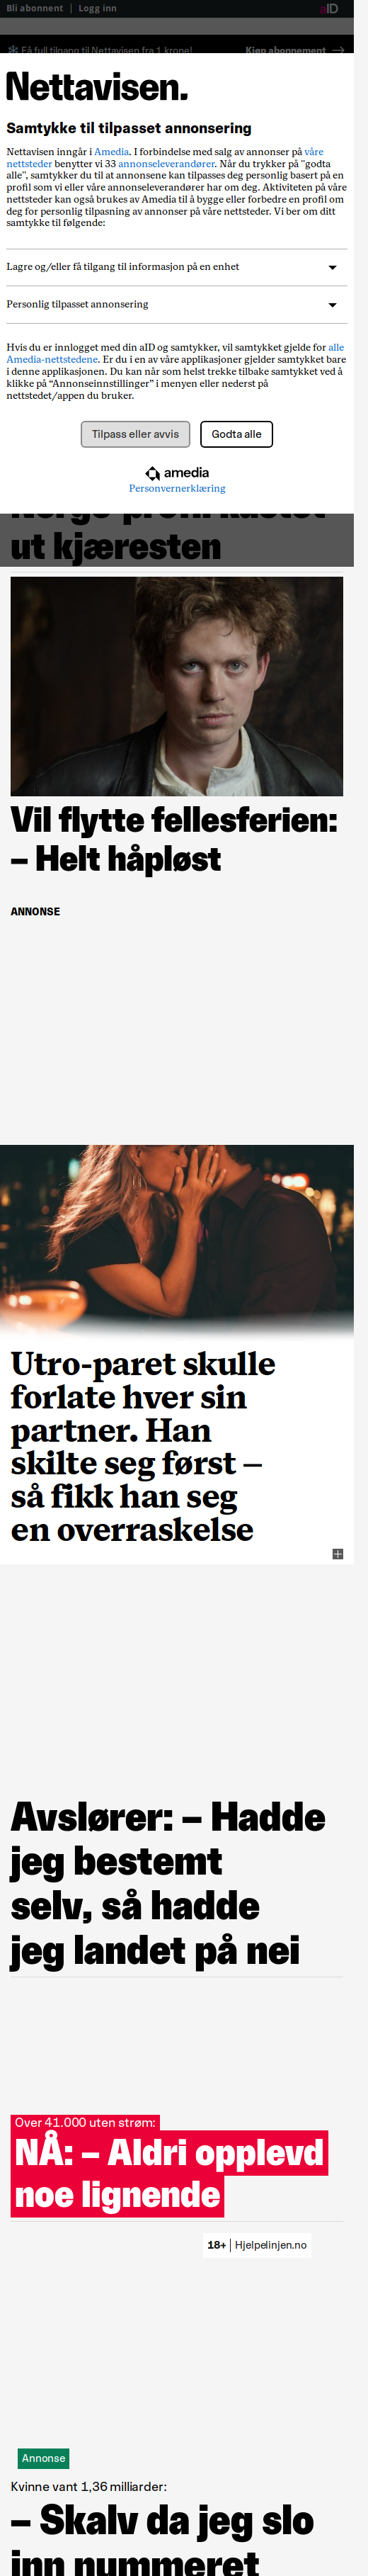 Bli abonnent | Logg inn
aID
Få full tilgang til Nettavisen fra 1 krone!
Kjøp abonnement
Nettavisen.
Samtykke til tilpasset annonsering
Nettavisen inngår i Amedia. I forbindelse med salg av annonser på våre
nettsteder benytter vi 33 annonseleverandører. Når du trykker på "godta
alle", samtykker du til at annonsene kan tilpasses deg personlig basert på en
profil som vi eller våre annonseleverandører har om deg. Aktiviteten på våre
nettsteder kan også brukes av Amedia til å bygge eller forbedre en profil om
deg for personlig tilpasning av annonser på våre nettsteder. Vi ber om ditt
samtykke til følgende:
Lagre og/eller få tilgang til informasjon på en enhet
Personlig tilpasset annonsering
Hvis du er innlogget med din aID og samtykker, vil samtykket gjelde for alle
Amedia-nettstedene. Er du i en av våre applikasjoner gjelder samtykket bare
i denne applikasjonen. Du kan når som helst trekke tilbake samtykket ved å
klikke på “Annonseinnstillinger” i menyen eller nederst på
nettstedet/appen du bruker.
Tilpass eller avvis
Godta alle
amedia
Personvernerklæring
ut kjæresten
Vil flytte fellesferien:
– Helt håpløst
ANNONSE
Utro-paret skulle
forlate hver sin
partner. Han
skilte seg først –
så fikk han seg
en overraskelse
Avslører: – Hadde
jeg bestemt
selv, så hadde
jeg landet på nei
Over 41.000 uten strøm:
NÅ: – Aldri opplevd
noe lignende
18+ | Hjelpelinjen.no
Annonse
Kvinne vant 1,36 milliarder:
– Skalv da jeg slo
inn nummeret